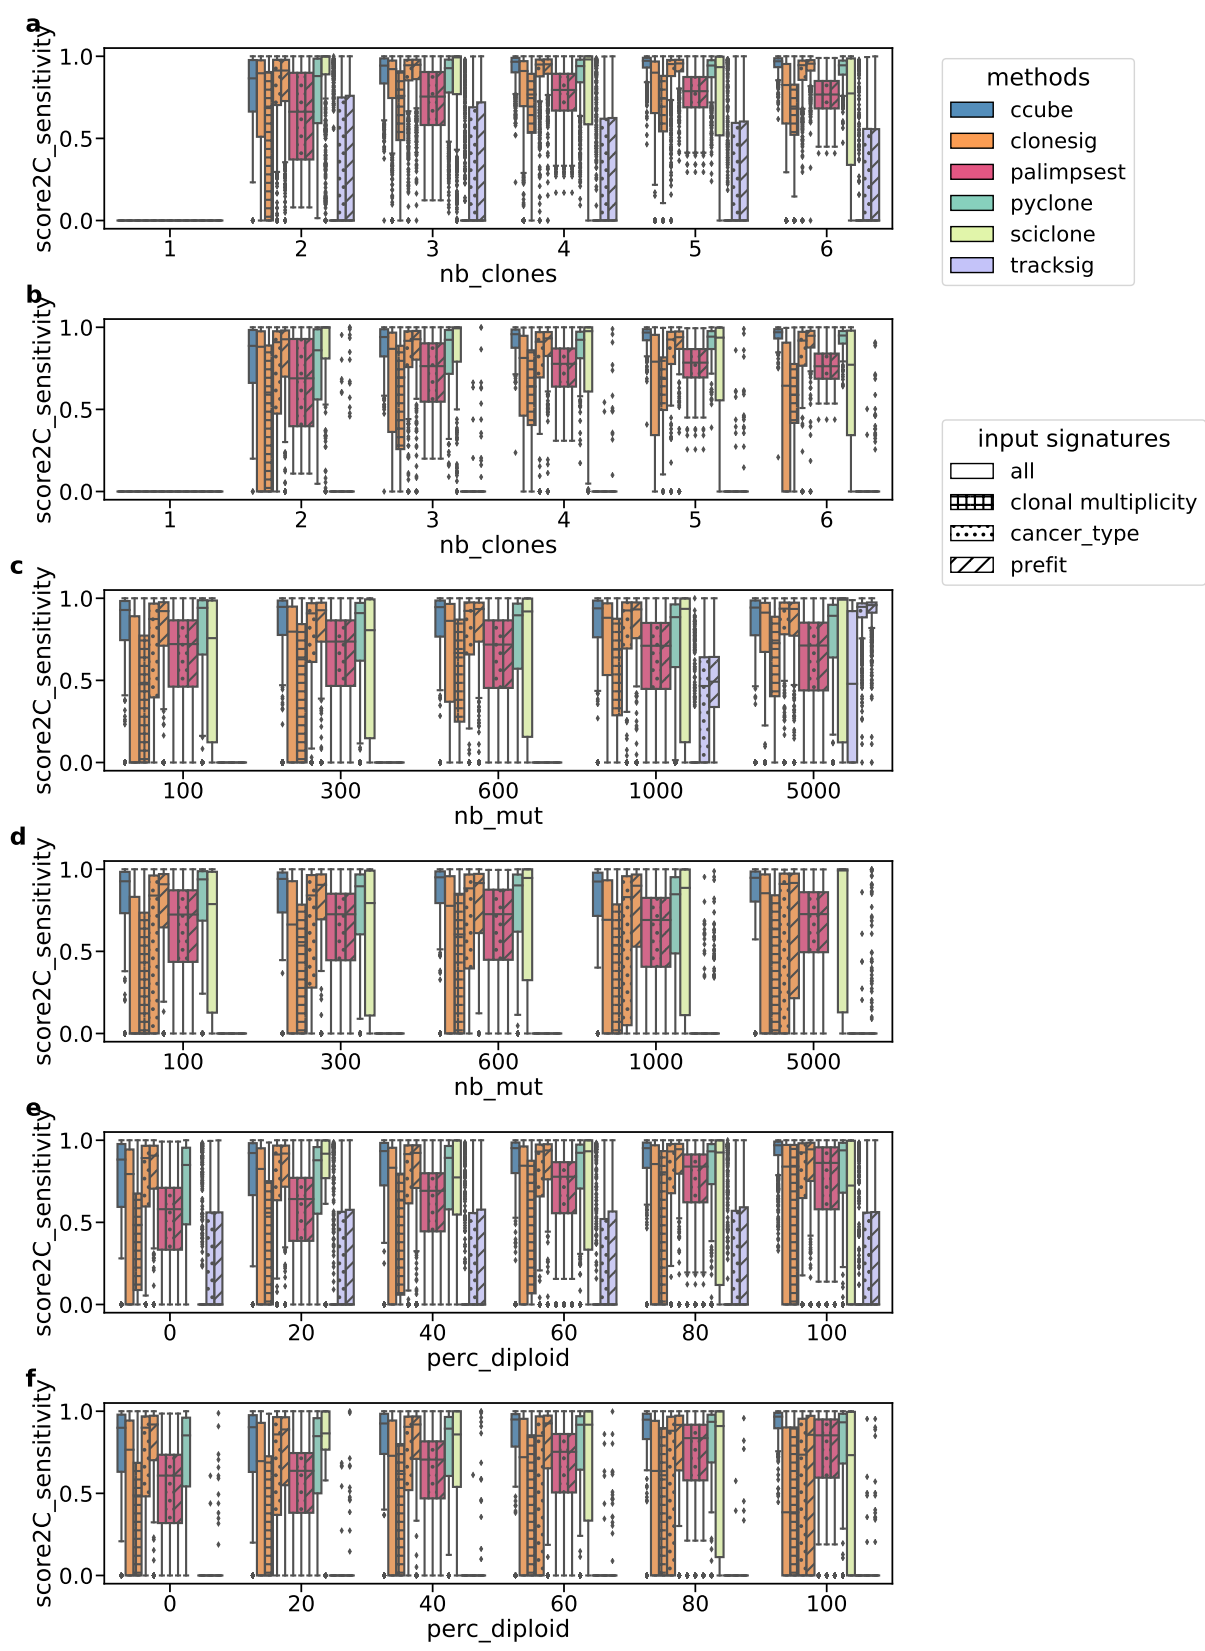 a
score2C_sensitivity
1.0
0.5
0.0
1 2 3 4 5 6
nb_clones
methods
ccube
clonesig
palimpsest
pyclone
sciclone
tracksig
b
score2C_sensitivity
1.0
0.5
0.0
1 2 3 4 5 6
nb_clones
input signatures
all
clonal multiplicity
cancer_type
prefit
c
score2C_sensitivity
1.0
0.5
0.0
100 300 600 1000 5000
nb_mut
d
score2C_sensitivity
1.0
0.5
0.0
100 300 600 1000 5000
nb_mut
e
score2C_sensitivity
1.0
0.5
0.0
0 20 40 60 80 100
perc_diploid
f
score2C_sensitivity
1.0
0.5
0.0
0 20 40 60 80 100
perc_diploid